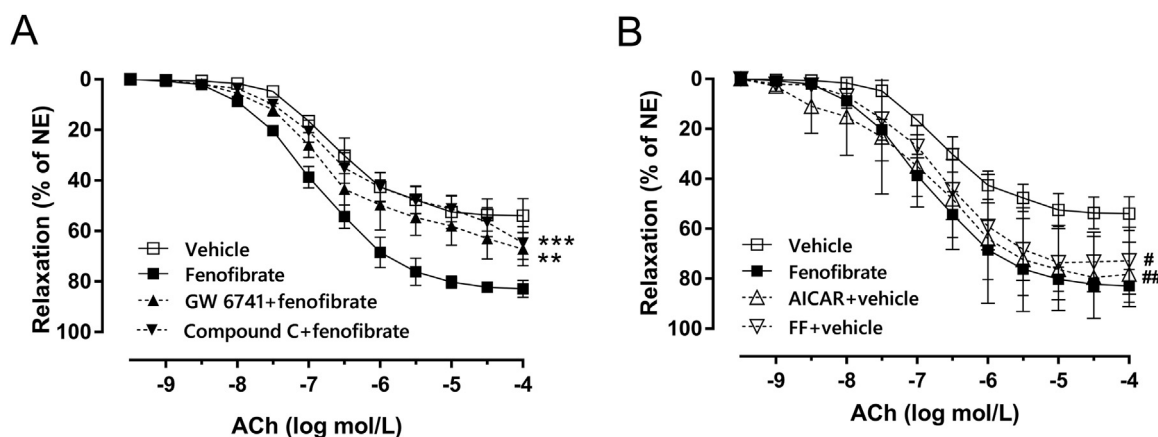 A
Relaxation (% of NE)
0
20
40
60
80
100
Vehicle
Fenofibrate
GW 6741+fenofibrate
Compound C+fenofibrate
***
**
-9 -8 -7 -6 -5 -4
ACh (log mol/L)
B
Relaxation (% of NE)
0
20
40
60
80
100
Vehicle
Fenofibrate
AICAR+vehicle
FF+vehicle
#
##
-9 -8 -7 -6 -5 -4
ACh (log mol/L)